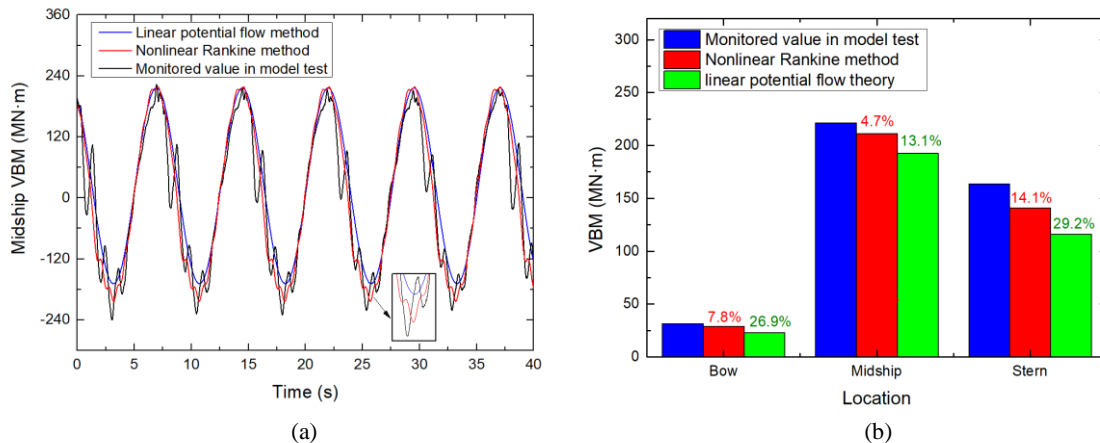 (a)
360
240
120
0
-120
-240
Midship VBM (MN·m)
Linear potential flow method
Nonlinear Rankine method
Monitored value in model test
0 5 10 15 20 25 30 35 40
Time (s)
(a)
(b)
300
250
200
150
100
50
0
VBM (MN·m)
Monitored value in model test
Nonlinear Rankine method
linear potential flow theory
7.8%
26.9%
4.7%
13.1%
14.1%
29.2%
Bow Midship Stern
Location
(b)